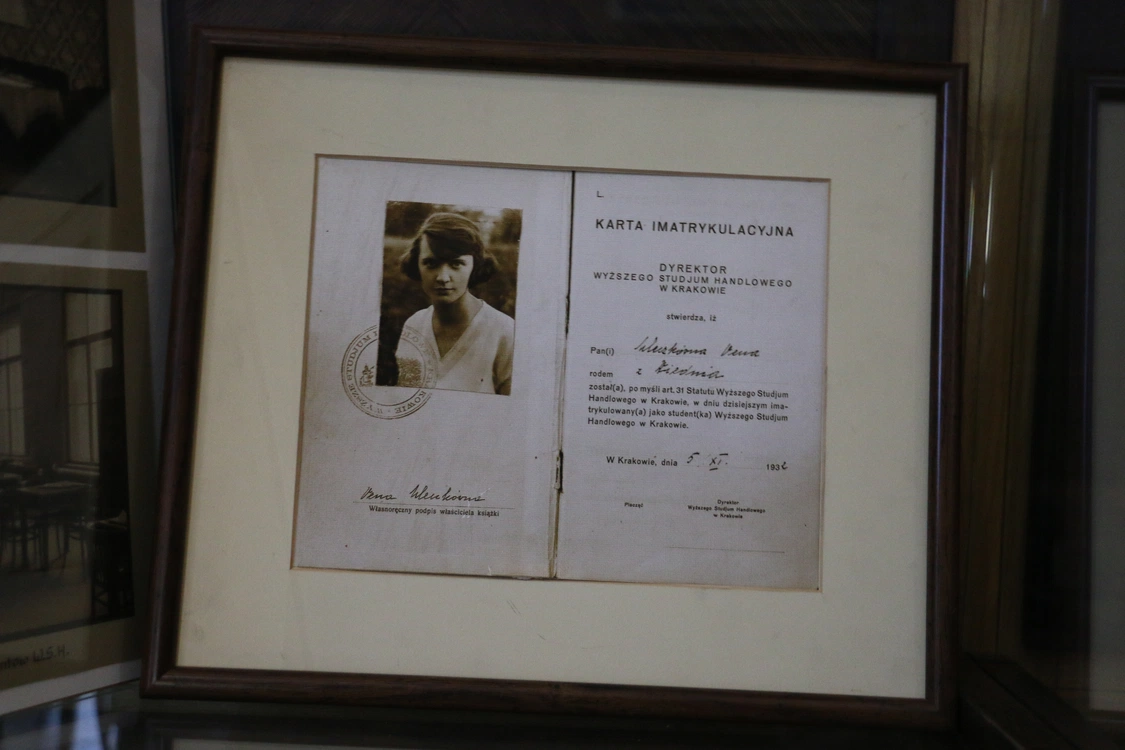 L.
KARTA IMATRYKULACYJNA
DYREKTOR
WYŻSZEGO STUDJUM HANDLOWEGO
W KRAKOWIE
stwierdza, iż
Pan(i)
rodem z Wiednia
został(a), po myśli art. 31 Statutu Wyższego Studjum
Handlowego w Krakowie, w dniu dzisiejszym ima-
trykulowany(a) jako student(ka) Wyższego Studjum
Handlowego w Krakowie.
W Krakowie, dnia 5. XI. 1932
Pieczęć
Dyrektor
Wyższego Studjum Handlowego
w Krakowie
Własnoręczny podpis właściciela książki
W.S.H.